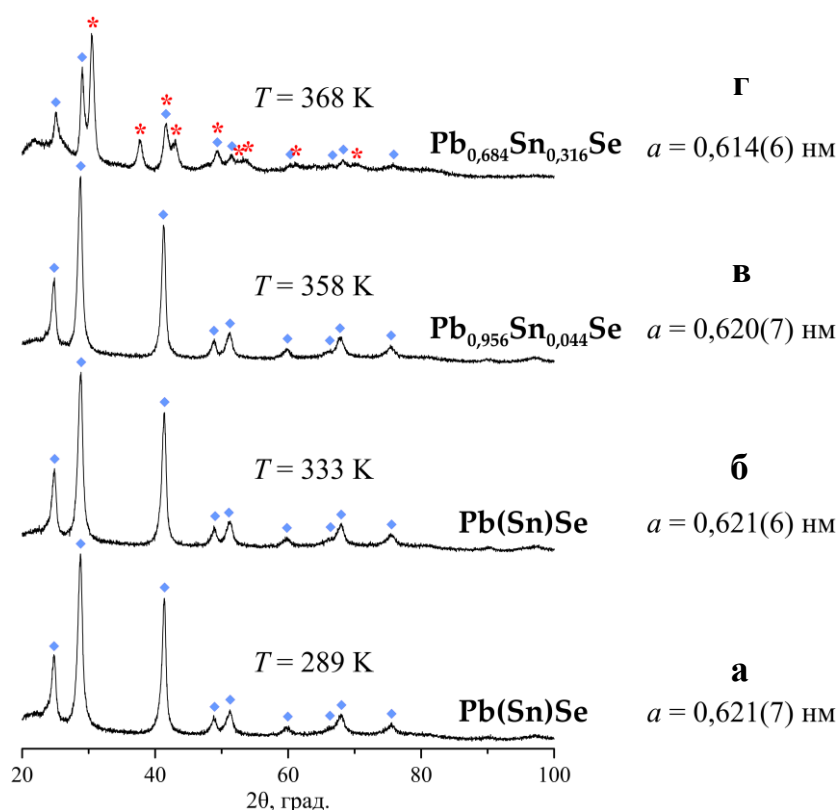 г
T = 368 K
Pb0,684Sn0,316Se
a = 0,614(6) нм
в
T = 358 K
Pb0,956Sn0,044Se
a = 0,620(7) нм
б
T = 333 K
Pb(Sn)Se
a = 0,621(6) нм
а
T = 289 K
Pb(Sn)Se
a = 0,621(7) нм
20 40 60 80 100
2θ, град.